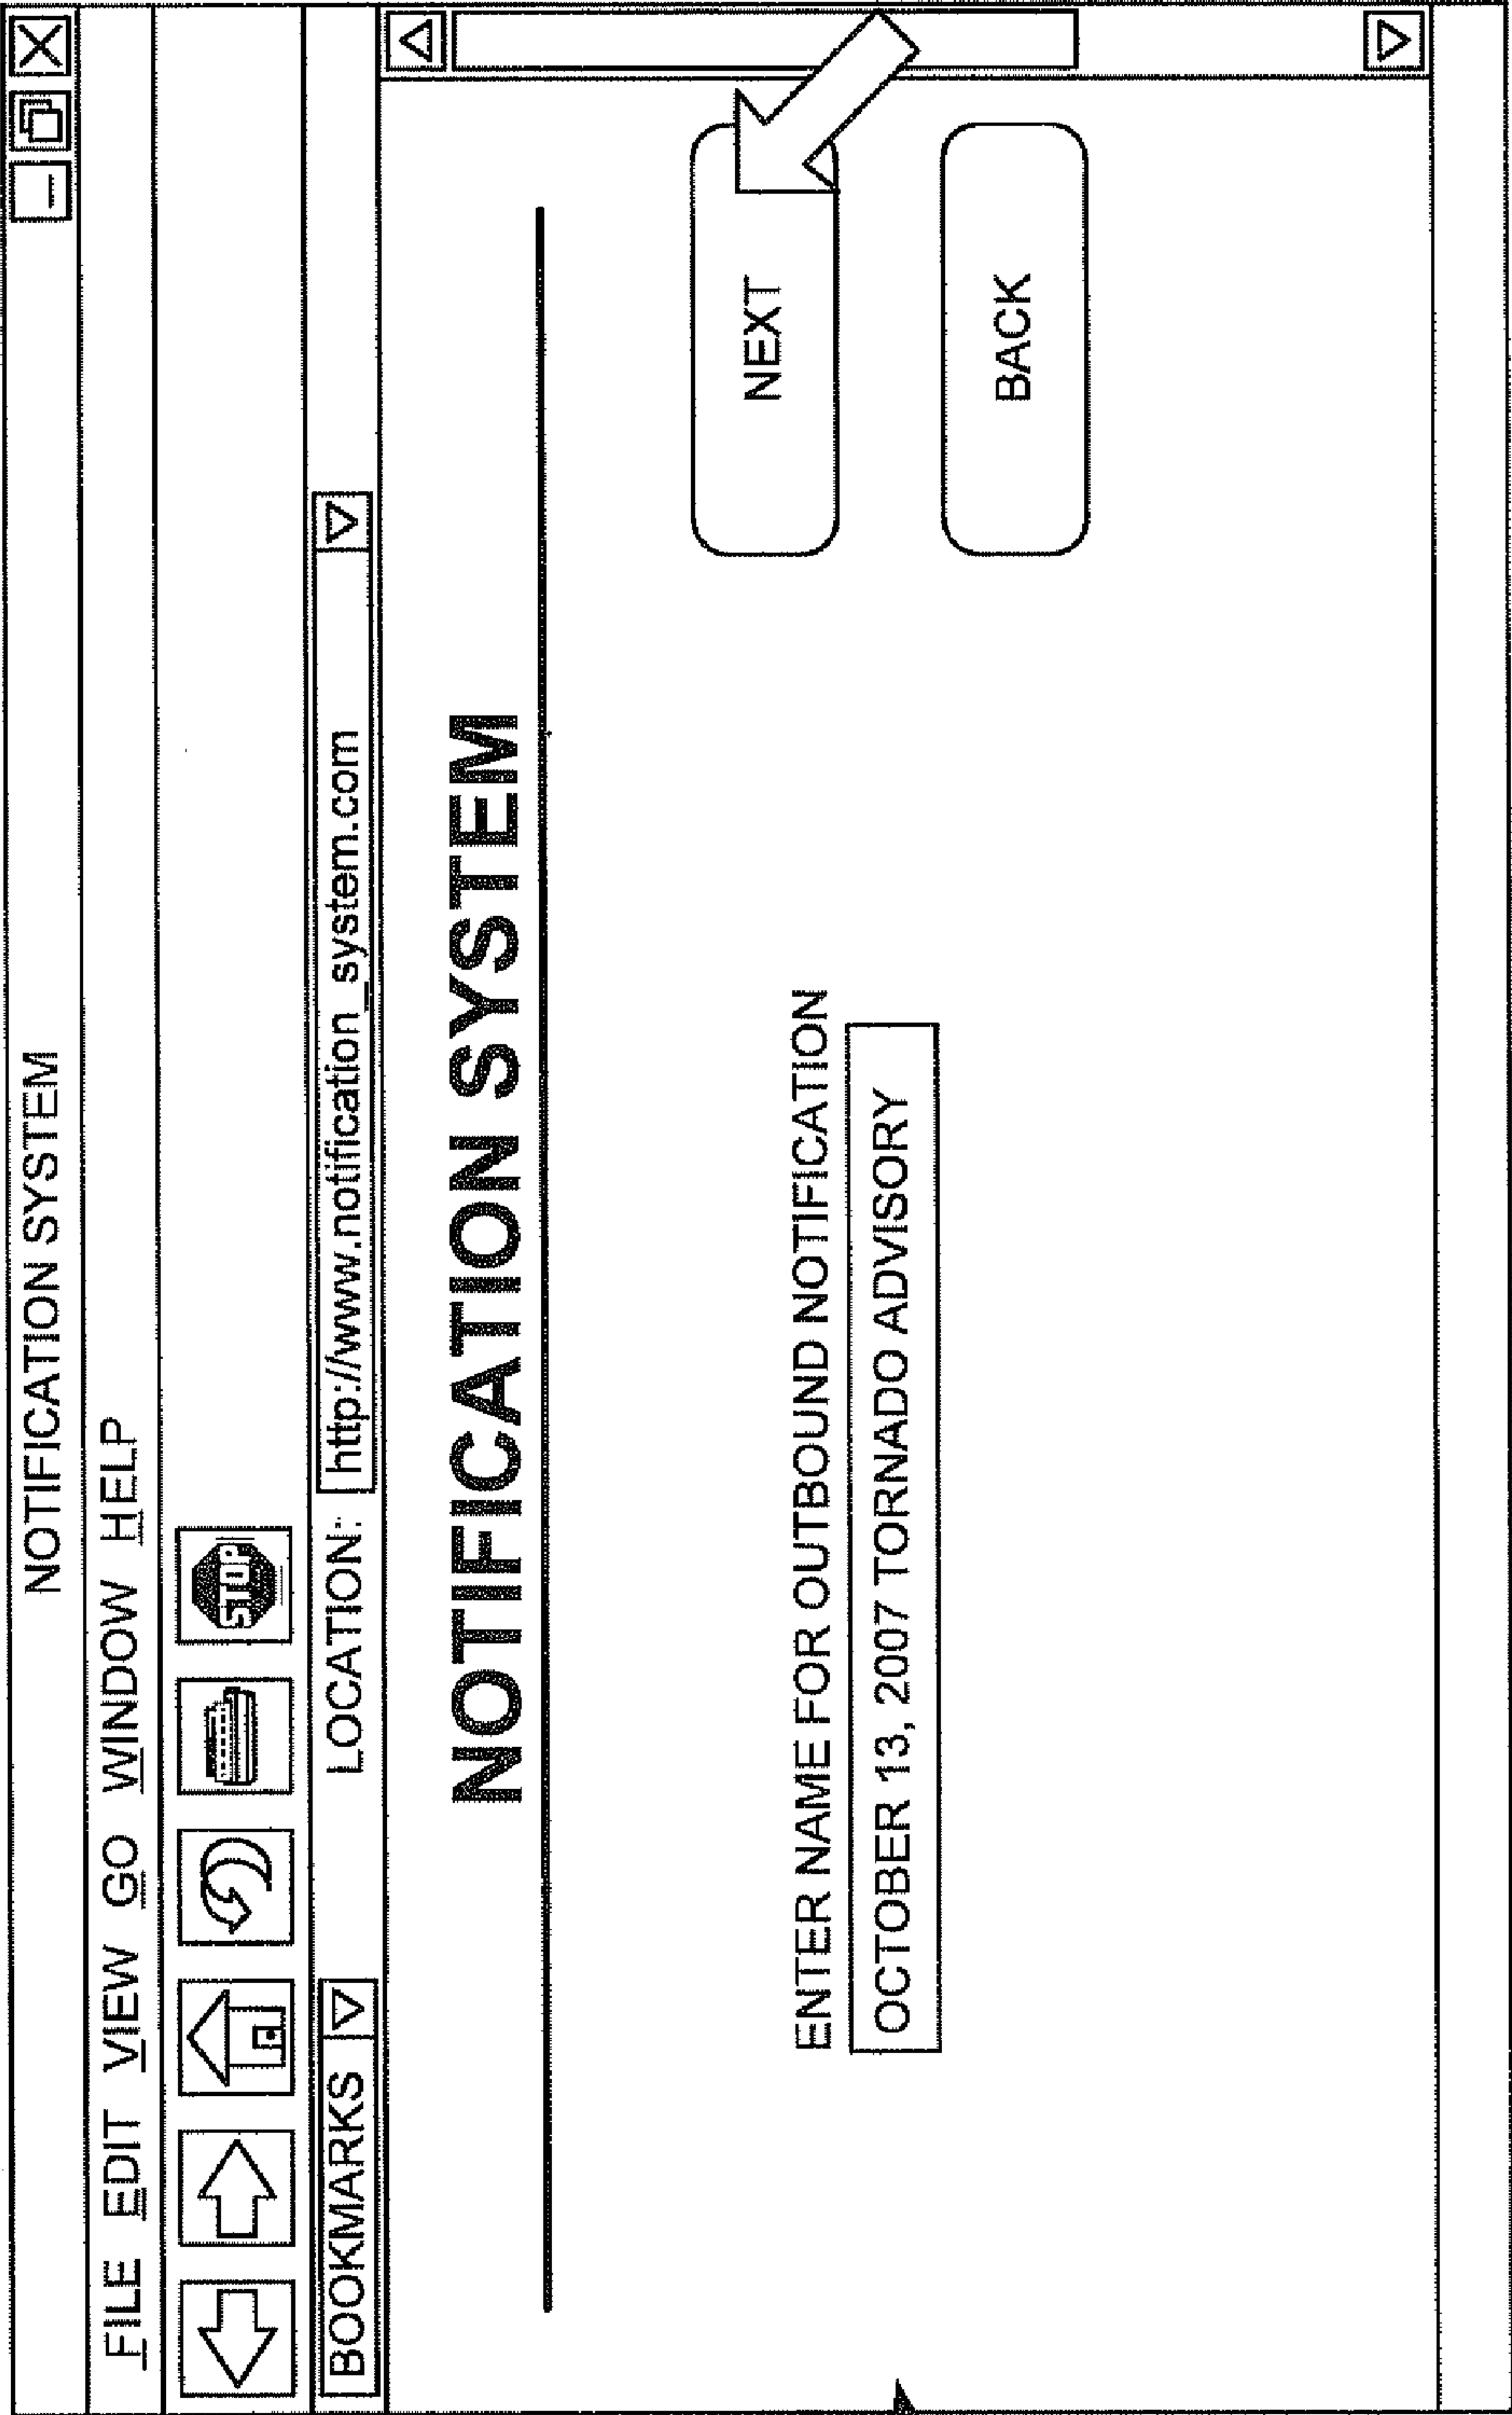 NOTIFICATION SYSTEM
FILE EDIT VIEW GO WINDOW HELP
STOP
BOOKMARKS LOCATION: http://www.notification_system.com
NOTIFICATION SYSTEM
NEXT
ENTER NAME FOR OUTBOUND NOTIFICATION
OCTOBER 13, 2007 TORNADO ADVISORY
BACK